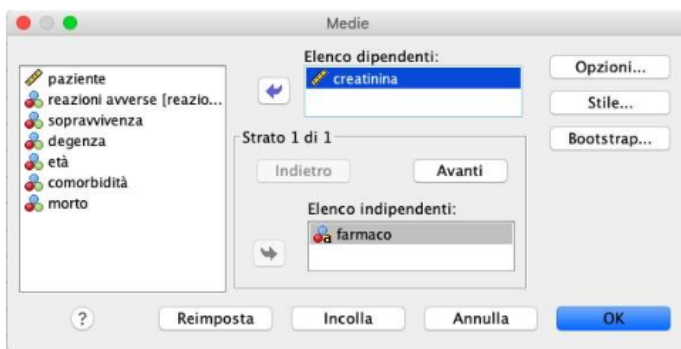 Medie
paziente
reazioni avverse [reazio...
sopravvivenza
degenza
età
comorbidità
morto
Elenco dipendenti:
creatinina
Strato 1 di 1
Indietro
Avanti
Elenco indipendenti:
a farmaco
Opzioni...
Stile...
Bootstrap...
?
Reimposta
Incolla
Annulla
OK